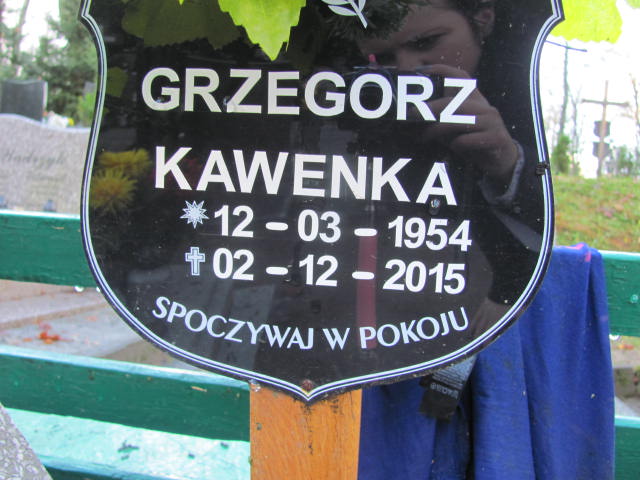 GRZEGORZ
KAWENKA
12 - 03 - 1954
02 - 12 - 2015
SPOCZYWAJ W POKOJU